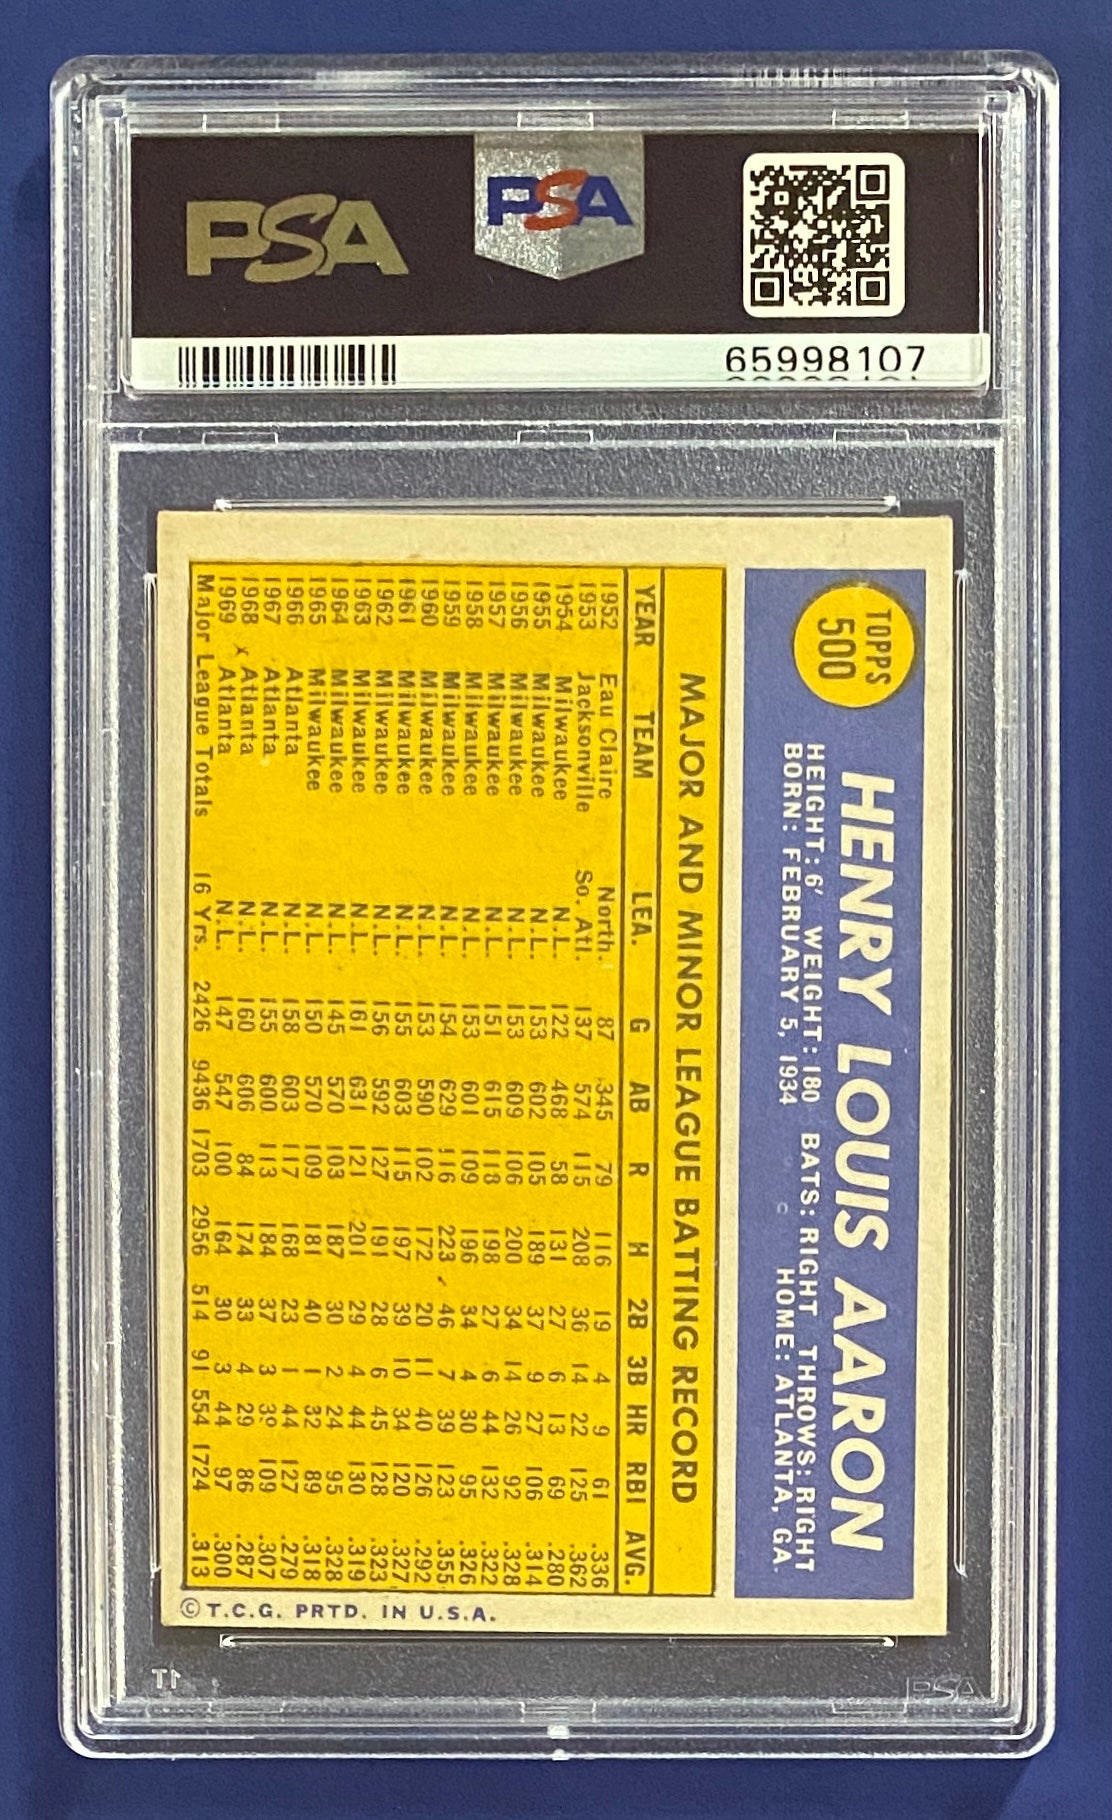 PSA
PSA
65998107
TOPPS
500
HENRY LOUIS AARON
HEIGHT: 6' WEIGHT: 180 BATS: RIGHT THROWS: RIGHT
BORN: FEBRUARY 5, 1934 HOME: ATLANTA, GA.
MAJOR AND MINOR LEAGUE BATTING RECORD
YEAR TEAM LEA. G AB R H 2B 3B HR RBI AVG.
1952 Eau Claire North. 87 345 79 116 19 4 9 61 .336
1953 Jacksonville So. Atl. 137 574 115 208 36 14 22 125 .362
1954 Milwaukee N.L. 122 468 58 131 27 6 13 69 .280
1955 Milwaukee N.L. 153 602 105 189 37 9 27 106 .314
1956 Milwaukee N.L. 153 609 106 200 34 14 26 92 .328
1957 Milwaukee N.L. 151 615 118 198 27 6 44 132 .322
1958 Milwaukee N.L. 153 601 109 196 34 4 30 95 .326
1959 Milwaukee N.L. 154 629 116 223 46 7 39 123 .355
1960 Milwaukee N.L. 153 590 102 172 20 11 40 126 .292
1961 Milwaukee N.L. 155 603 115 197 39 10 34 120 .327
1962 Milwaukee N.L. 156 592 127 191 28 6 45 128 .323
1963 Milwaukee N.L. 161 631 121 201 29 4 44 130 .319
1964 Milwaukee N.L. 145 570 103 187 30 2 24 95 .328
1965 Milwaukee N.L. 150 570 109 181 40 1 32 89 .318
1966 Atlanta N.L. 158 603 117 168 23 1 44 127 .279
1967 Atlanta N.L. 155 600 113 184 37 3 39 109 .307
1968 Atlanta N.L. 160 606 84 174 33 4 29 86 .287
1969 Atlanta N.L. 147 547 100 164 30 3 44 97 .300
Major League Totals 16 Yrs. 2426 9436 1703 2956 514 91 554 1724 .313
© T.C.G. PRTD. IN U.S.A.
PSA